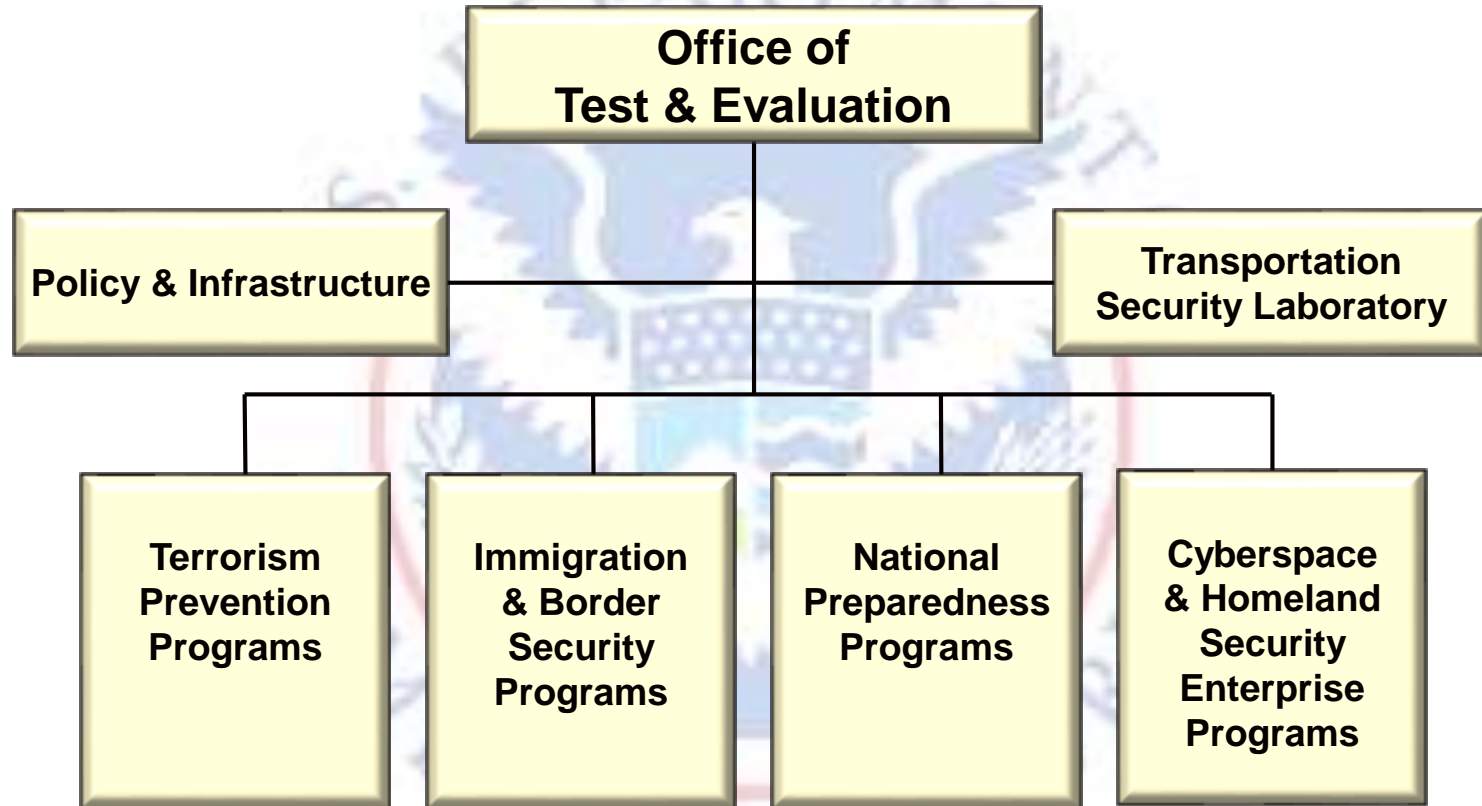 Office of
Test & Evaluation
Policy & Infrastructure
Transportation
Security Laboratory
Terrorism
Prevention
Programs
Immigration
& Border
Security
Programs
National
Preparedness
Programs
Cyberspace
& Homeland
Security
Enterprise
Programs